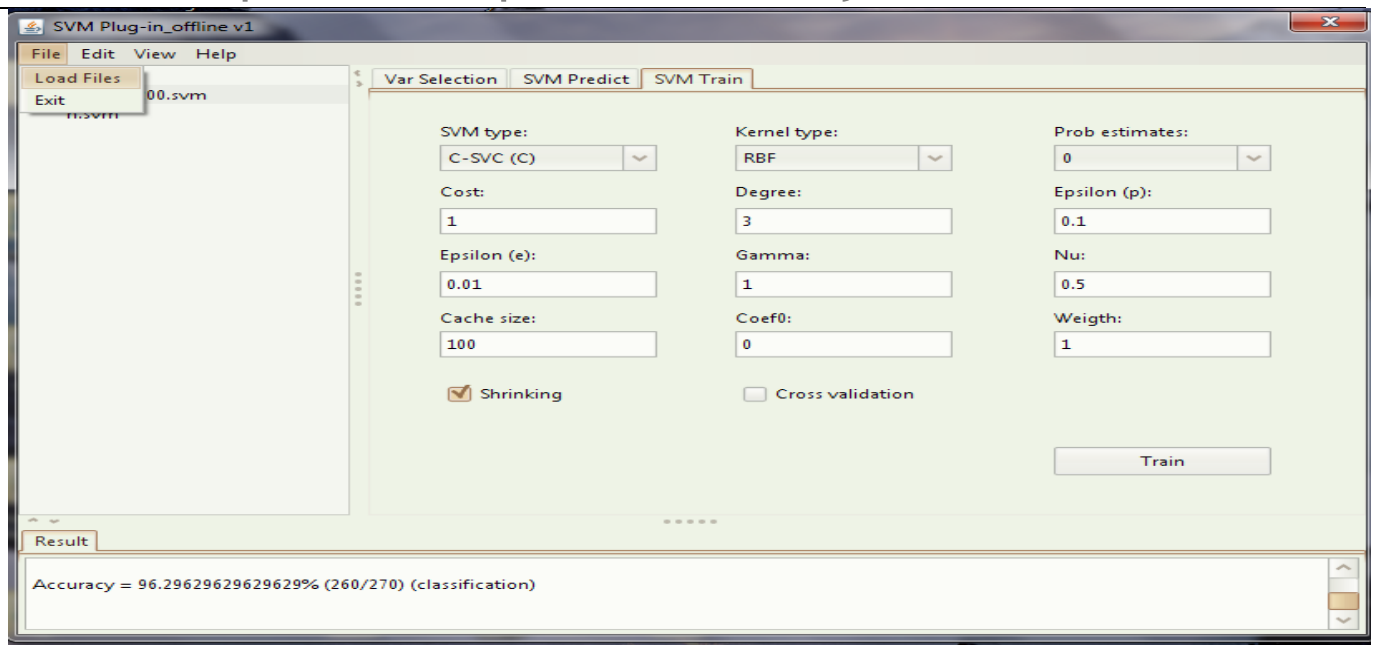 SVM Plug-in_offline v1
File Edit View Help
Load Files
Exit
00.svm
n.svm
Var Selection SVM Predict SVM Train
SVM type: Kernel type: Prob estimates:
C-SVC (C) RBF 0
Cost: Degree: Epsilon (p):
1 3 0.1
Epsilon (e): Gamma: Nu:
0.01 1 0.5
Cache size: Coef0: Weigth:
100 0 1
Shrinking Cross validation
Train
Result
Accuracy = 96.29629629629629% (260/270) (classification)